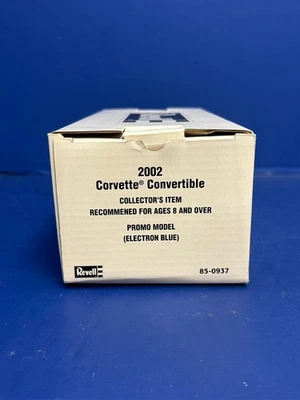 2002
Corvette® Convertible
COLLECTOR'S ITEM
RECOMMENED FOR AGES 8 AND OVER
PROMO MODEL
(ELECTRON BLUE)
Revell
85-0937